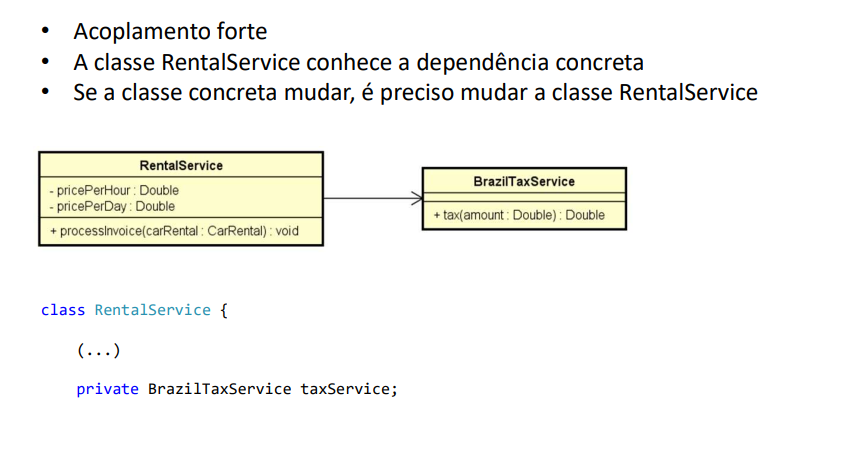 • Acoplamento forte
• A classe RentalService conhece a dependência concreta
• Se a classe concreta mudar, é preciso mudar a classe RentalService
RentalService
- pricePerHour : Double
- pricePerDay : Double
+ processInvoice(carRental : CarRental) : void
BrazilTaxService
+ tax(amount : Double) : Double
class RentalService {
(...)
private BrazilTaxService taxService;